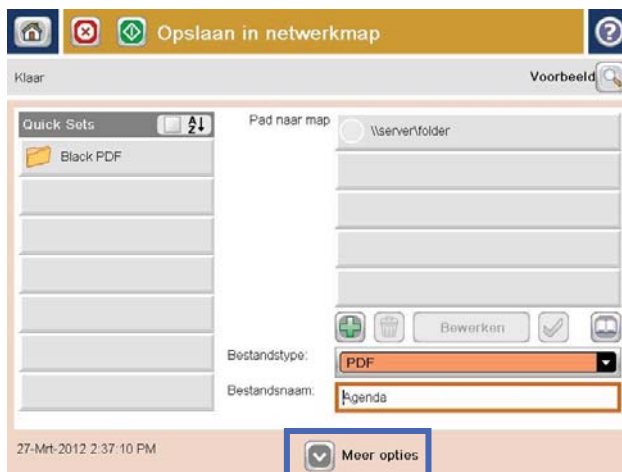 Opslaan in netwerkmap
Klaar
Voorbeeld
Quick Sets
Pad naar map
\\server\folder
Black PDF
Bewerken
Bestandstype:
PDF
Bestandsnaam:
Agenda
27-Mrt-2012 2:37:10 PM
Meer opties